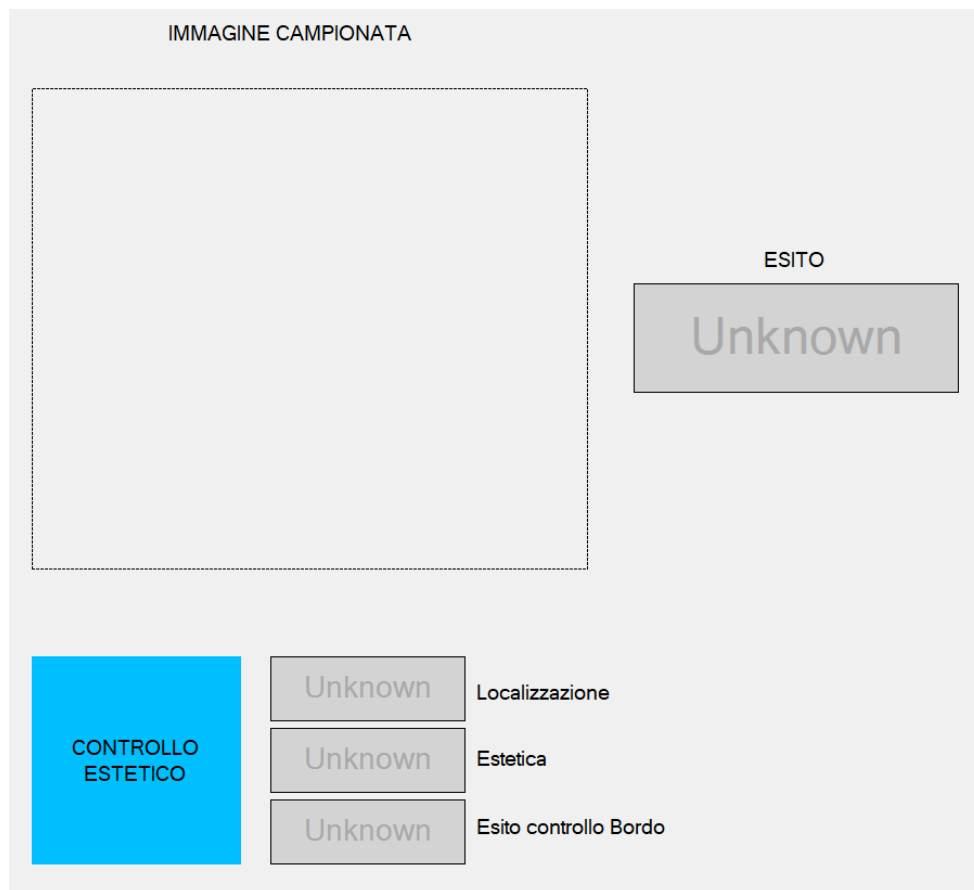 IMMAGINE CAMPIONATA
ESITO
Unknown
CONTROLLO
ESTETICO
Unknown
Localizzazione
Unknown
Estetica
Unknown
Esito controllo Bordo